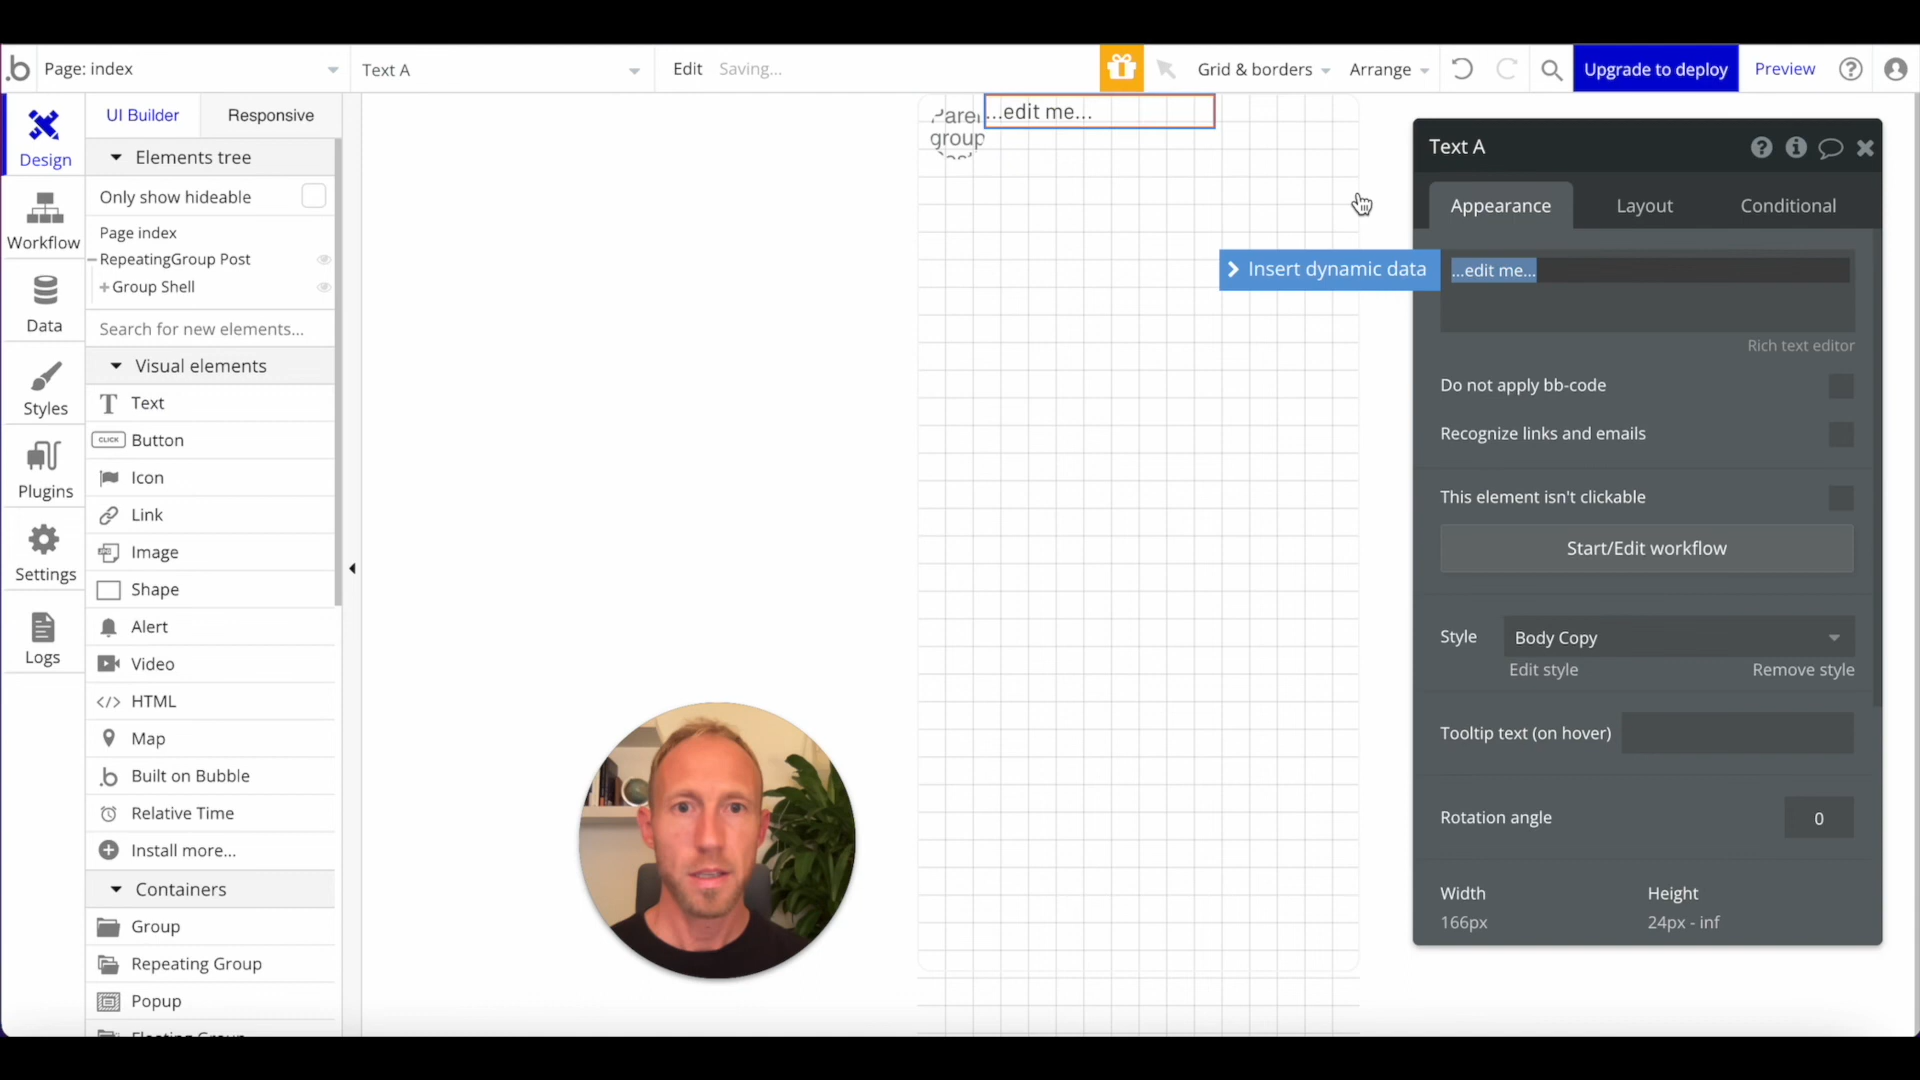 Page: index
Text A
Edit
Saving...
Grid & borders
Arrange
Upgrade to deploy
Preview
Design
Workflow
Data
Styles
Plugins
Settings
Logs
UI Builder
Responsive
Elements tree
Only show hideable
Page index
RepeatingGroup Post
Group Shell
Search for new elements...
Visual elements
Text
CLICK
Button
Icon
Link
Image
Shape
Alert
Video
</> HTML
Map
Built on Bubble
Relative Time
Install more...
Containers
Group
Repeating Group
Popup
group
...edit me...
Text A
Appearance
Layout
Conditional
Insert dynamic data
...edit me...
Rich text editor
Do not apply bb-code
Recognize links and emails
This element isn't clickable
Start/Edit workflow
Style
Body Copy
Edit style
Remove style
Tooltip text (on hover)
Rotation angle
0
Width
Height
166px
24px - inf